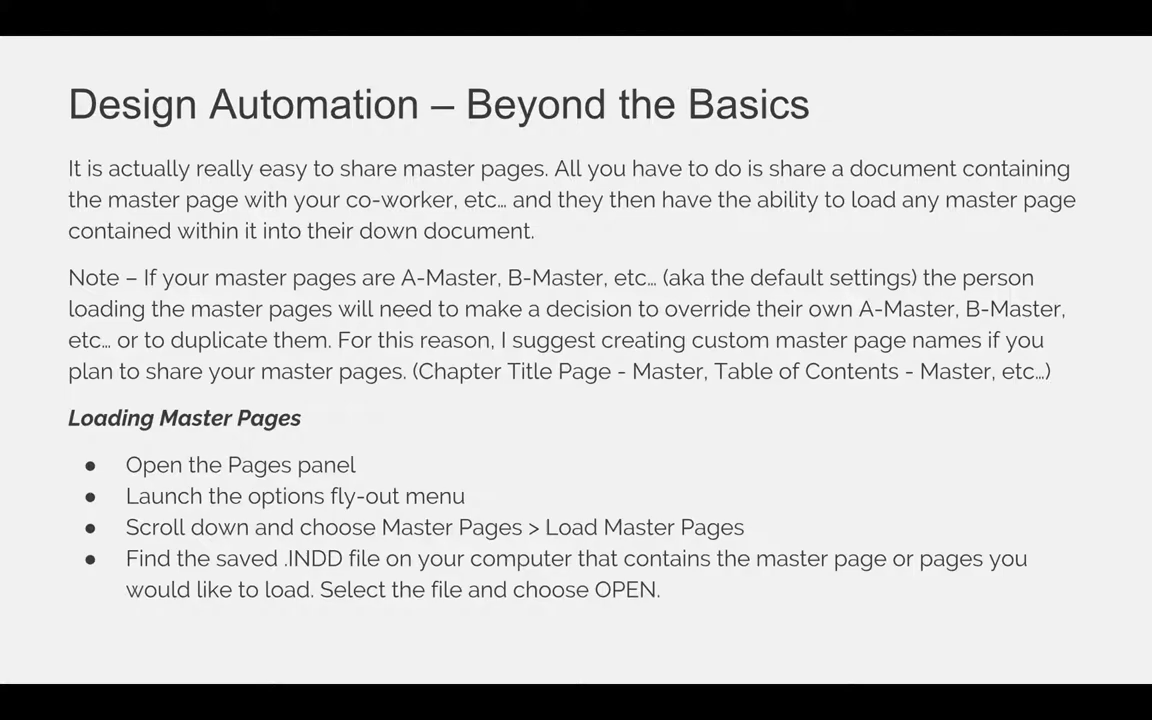 Design Automation – Beyond the Basics
It is actually really easy to share master pages. All you have to do is share a document containing
the master page with your co-worker, etc… and they then have the ability to load any master page
contained within it into their down document.
Note – If your master pages are A-Master, B-Master, etc… (aka the default settings) the person
loading the master pages will need to make a decision to override their own A-Master, B-Master,
etc… or to duplicate them. For this reason, I suggest creating custom master page names if you
plan to share your master pages. (Chapter Title Page - Master, Table of Contents - Master, etc…)
Loading Master Pages
● Open the Pages panel
● Launch the options fly-out menu
● Scroll down and choose Master Pages > Load Master Pages
● Find the saved .INDD file on your computer that contains the master page or pages you
would like to load. Select the file and choose OPEN.